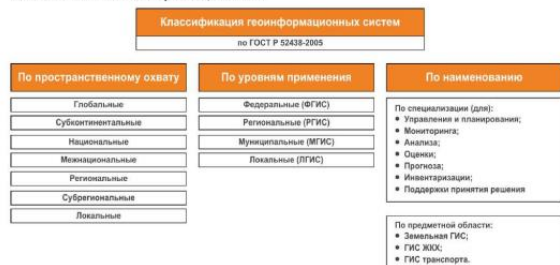 Классификация геоинформационных систем
по ГОСТ Р 52438-2005
По пространственному охвату
Глобальные
Субконтинентальные
Национальные
Межнациональные
Региональные
Субрегиональные
Локальные
По уровням применения
Федеральные (ФГИС)
Региональные (РГИС)
Муниципальные (МГИС)
Локальные (ЛГИС)
По наименованию
По специализации (для):
• Управления и планирования;
• Мониторинга;
• Анализа;
• Оценки;
• Прогноза;
• Инвентаризации;
• Поддержки принятия решения
По предметной области:
• Земельная ГИС;
• ГИС ЖКХ;
• ГИС транспорта.